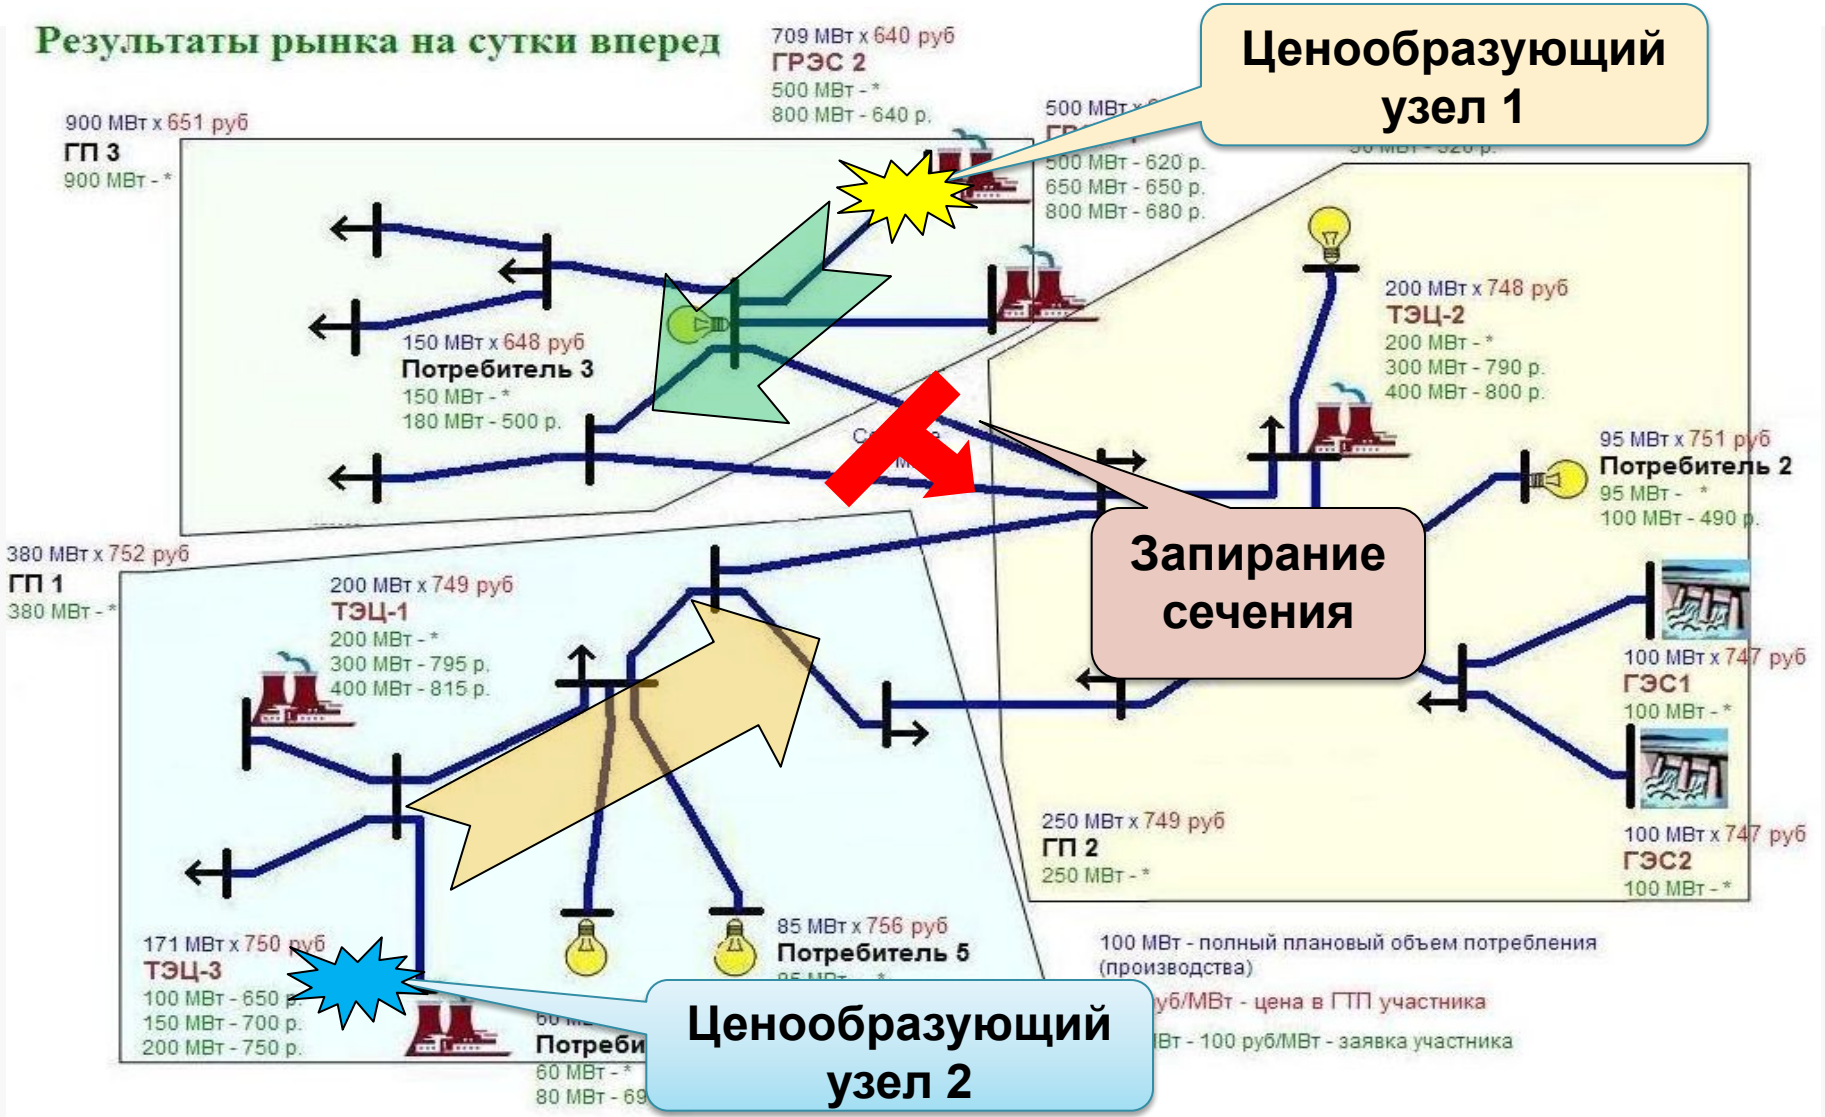 Результаты рынка на сутки вперед
709 МВт х 640 руб
ГРЭС 2
500 МВт - *
800 МВт - 640 р.
Ценообразующий
узел 1
900 МВт х 651 руб
ГП 3
900 МВт - *
500 МВт х
500 МВт - 620 р.
650 МВт - 650 р.
800 МВт - 680 р.
150 МВт х 648 руб
Потребитель 3
150 МВт - *
180 МВт - 500 р.
200 МВт х 748 руб
ТЭЦ-2
200 МВт - *
300 МВт - 790 р.
400 МВт - 800 р.
95 МВт х 751 руб
Потребитель 2
95 МВт - *
100 МВт - 490 р.
Запирание
сечения
380 МВт х 752 руб
ГП 1
380 МВт - *
200 МВт х 749 руб
ТЭЦ-1
200 МВт - *
300 МВт - 795 р.
400 МВт - 815 р.
100 МВт х 747 руб
ГЭС1
100 МВт - *
250 МВт х 749 руб
ГП 2
250 МВт - *
100 МВт х 747 руб
ГЭС2
100 МВт - *
171 МВт х 750 руб
ТЭЦ-3
100 МВт - 650 р.
150 МВт - 700 р.
200 МВт - 750 р.
85 МВт х 756 руб
Потребитель 5
60 МВт - *
80 МВт - 69
Ценообразующий
узел 2
100 МВт - полный плановый объем потребления
(производства)
руб/МВт - цена в ГТП участника
МВт - 100 руб/МВт - заявка участника